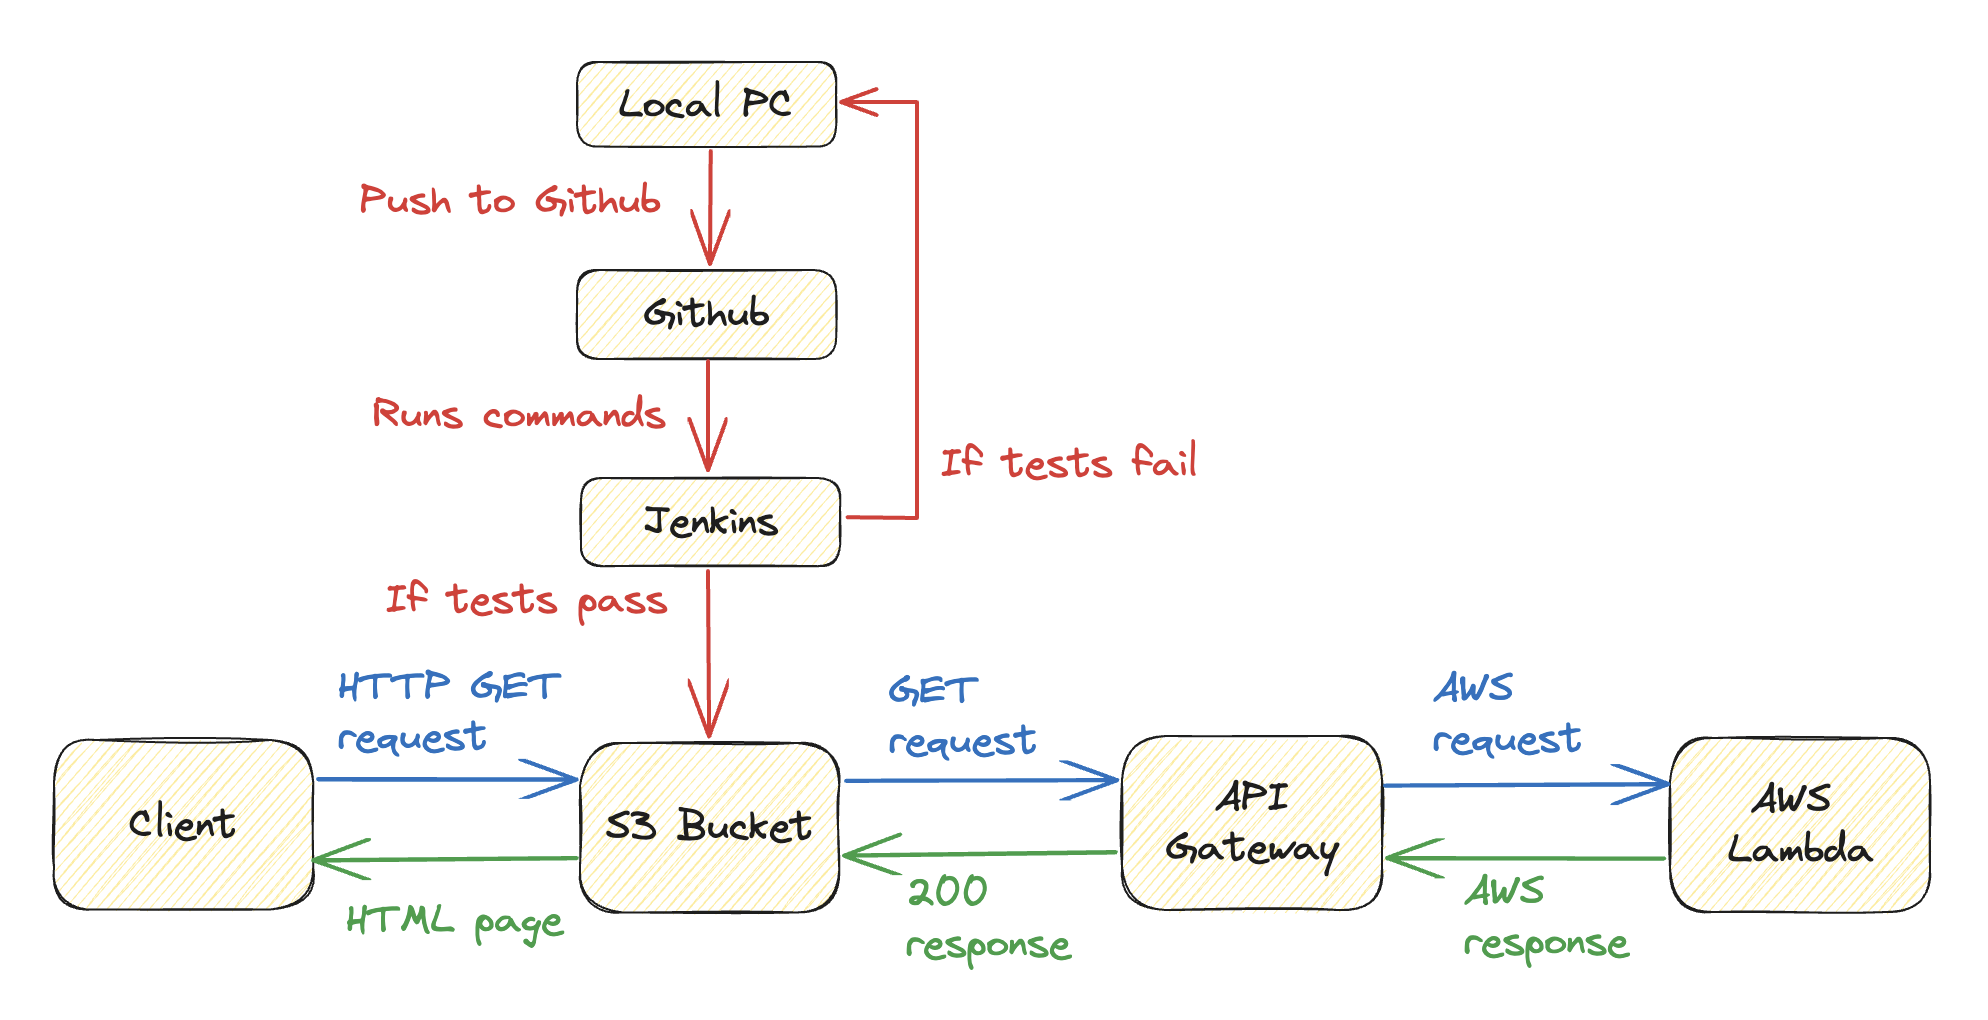 Local PC
Push to Github
Github
Runs commands
If tests fail
Jenkins
If tests pass
HTTP GET
request
GET
request
AWS
request
Client
S3 Bucket
API
Gateway
AWS
Lambda
HTML page
200
response
AWS
response